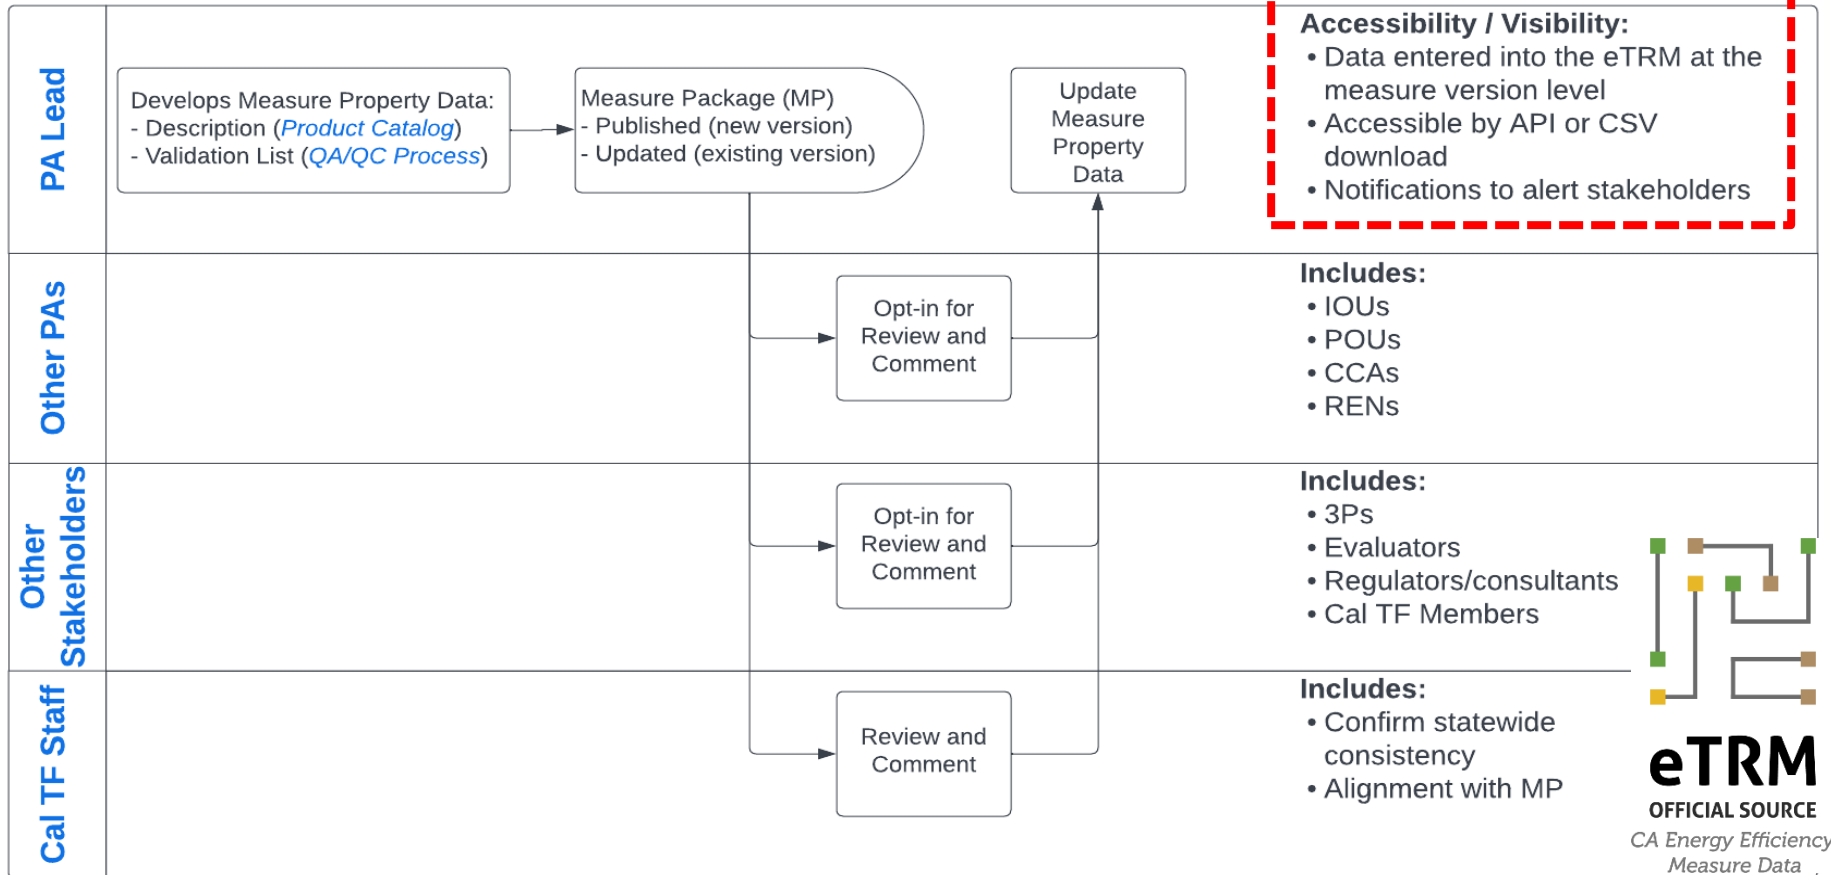 PA Lead
Develops Measure Property Data:
- Description (Product Catalog)
- Validation List (QA/QC Process)
Measure Package (MP)
- Published (new version)
- Updated (existing version)
Update
Measure
Property
Data
Accessibility / Visibility:
• Data entered into the eTRM at the
measure version level
• Accessible by API or CSV
download
• Notifications to alert stakeholders
Other PAs
Opt-in for
Review and
Comment
Includes:
• IOUs
• POUs
• CCAs
• RENs
Other
Stakeholders
Opt-in for
Review and
Comment
Includes:
• 3Ps
• Evaluators
• Regulators/consultants
• Cal TF Members
Cal TF Staff
Review and
Comment
Includes:
• Confirm statewide
consistency
• Alignment with MP
eTRM
OFFICIAL SOURCE
CA Energy Efficiency
Measure Data